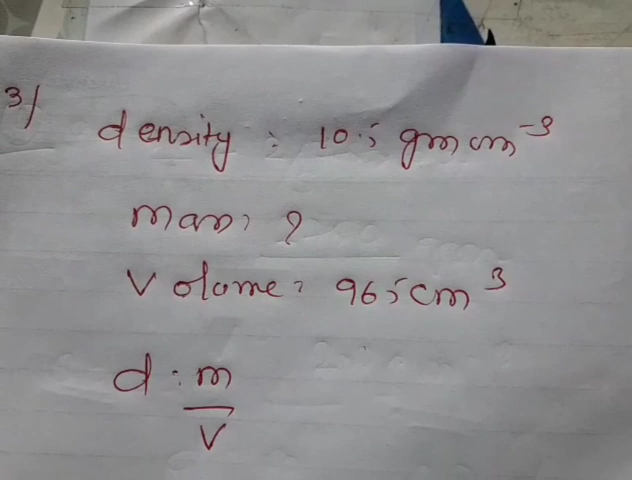 3/
density = 10.5 gm cm⁻³
mass = ?
Volume = 965 cm³
d = m
V